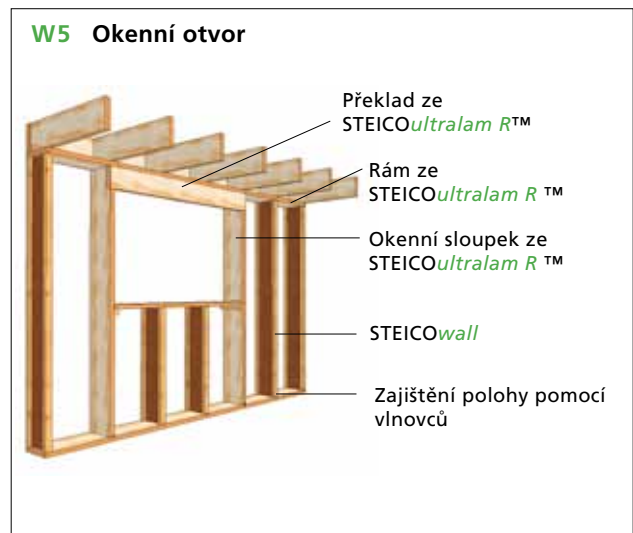 W5 Okenní otvor
Překlad ze
STEICOultralam R™
Rám ze
STEICOultralam R ™
Okenní sloupek ze
STEICOultralam R ™
STEICOwall
Zajištění polohy pomocí
vlnovců